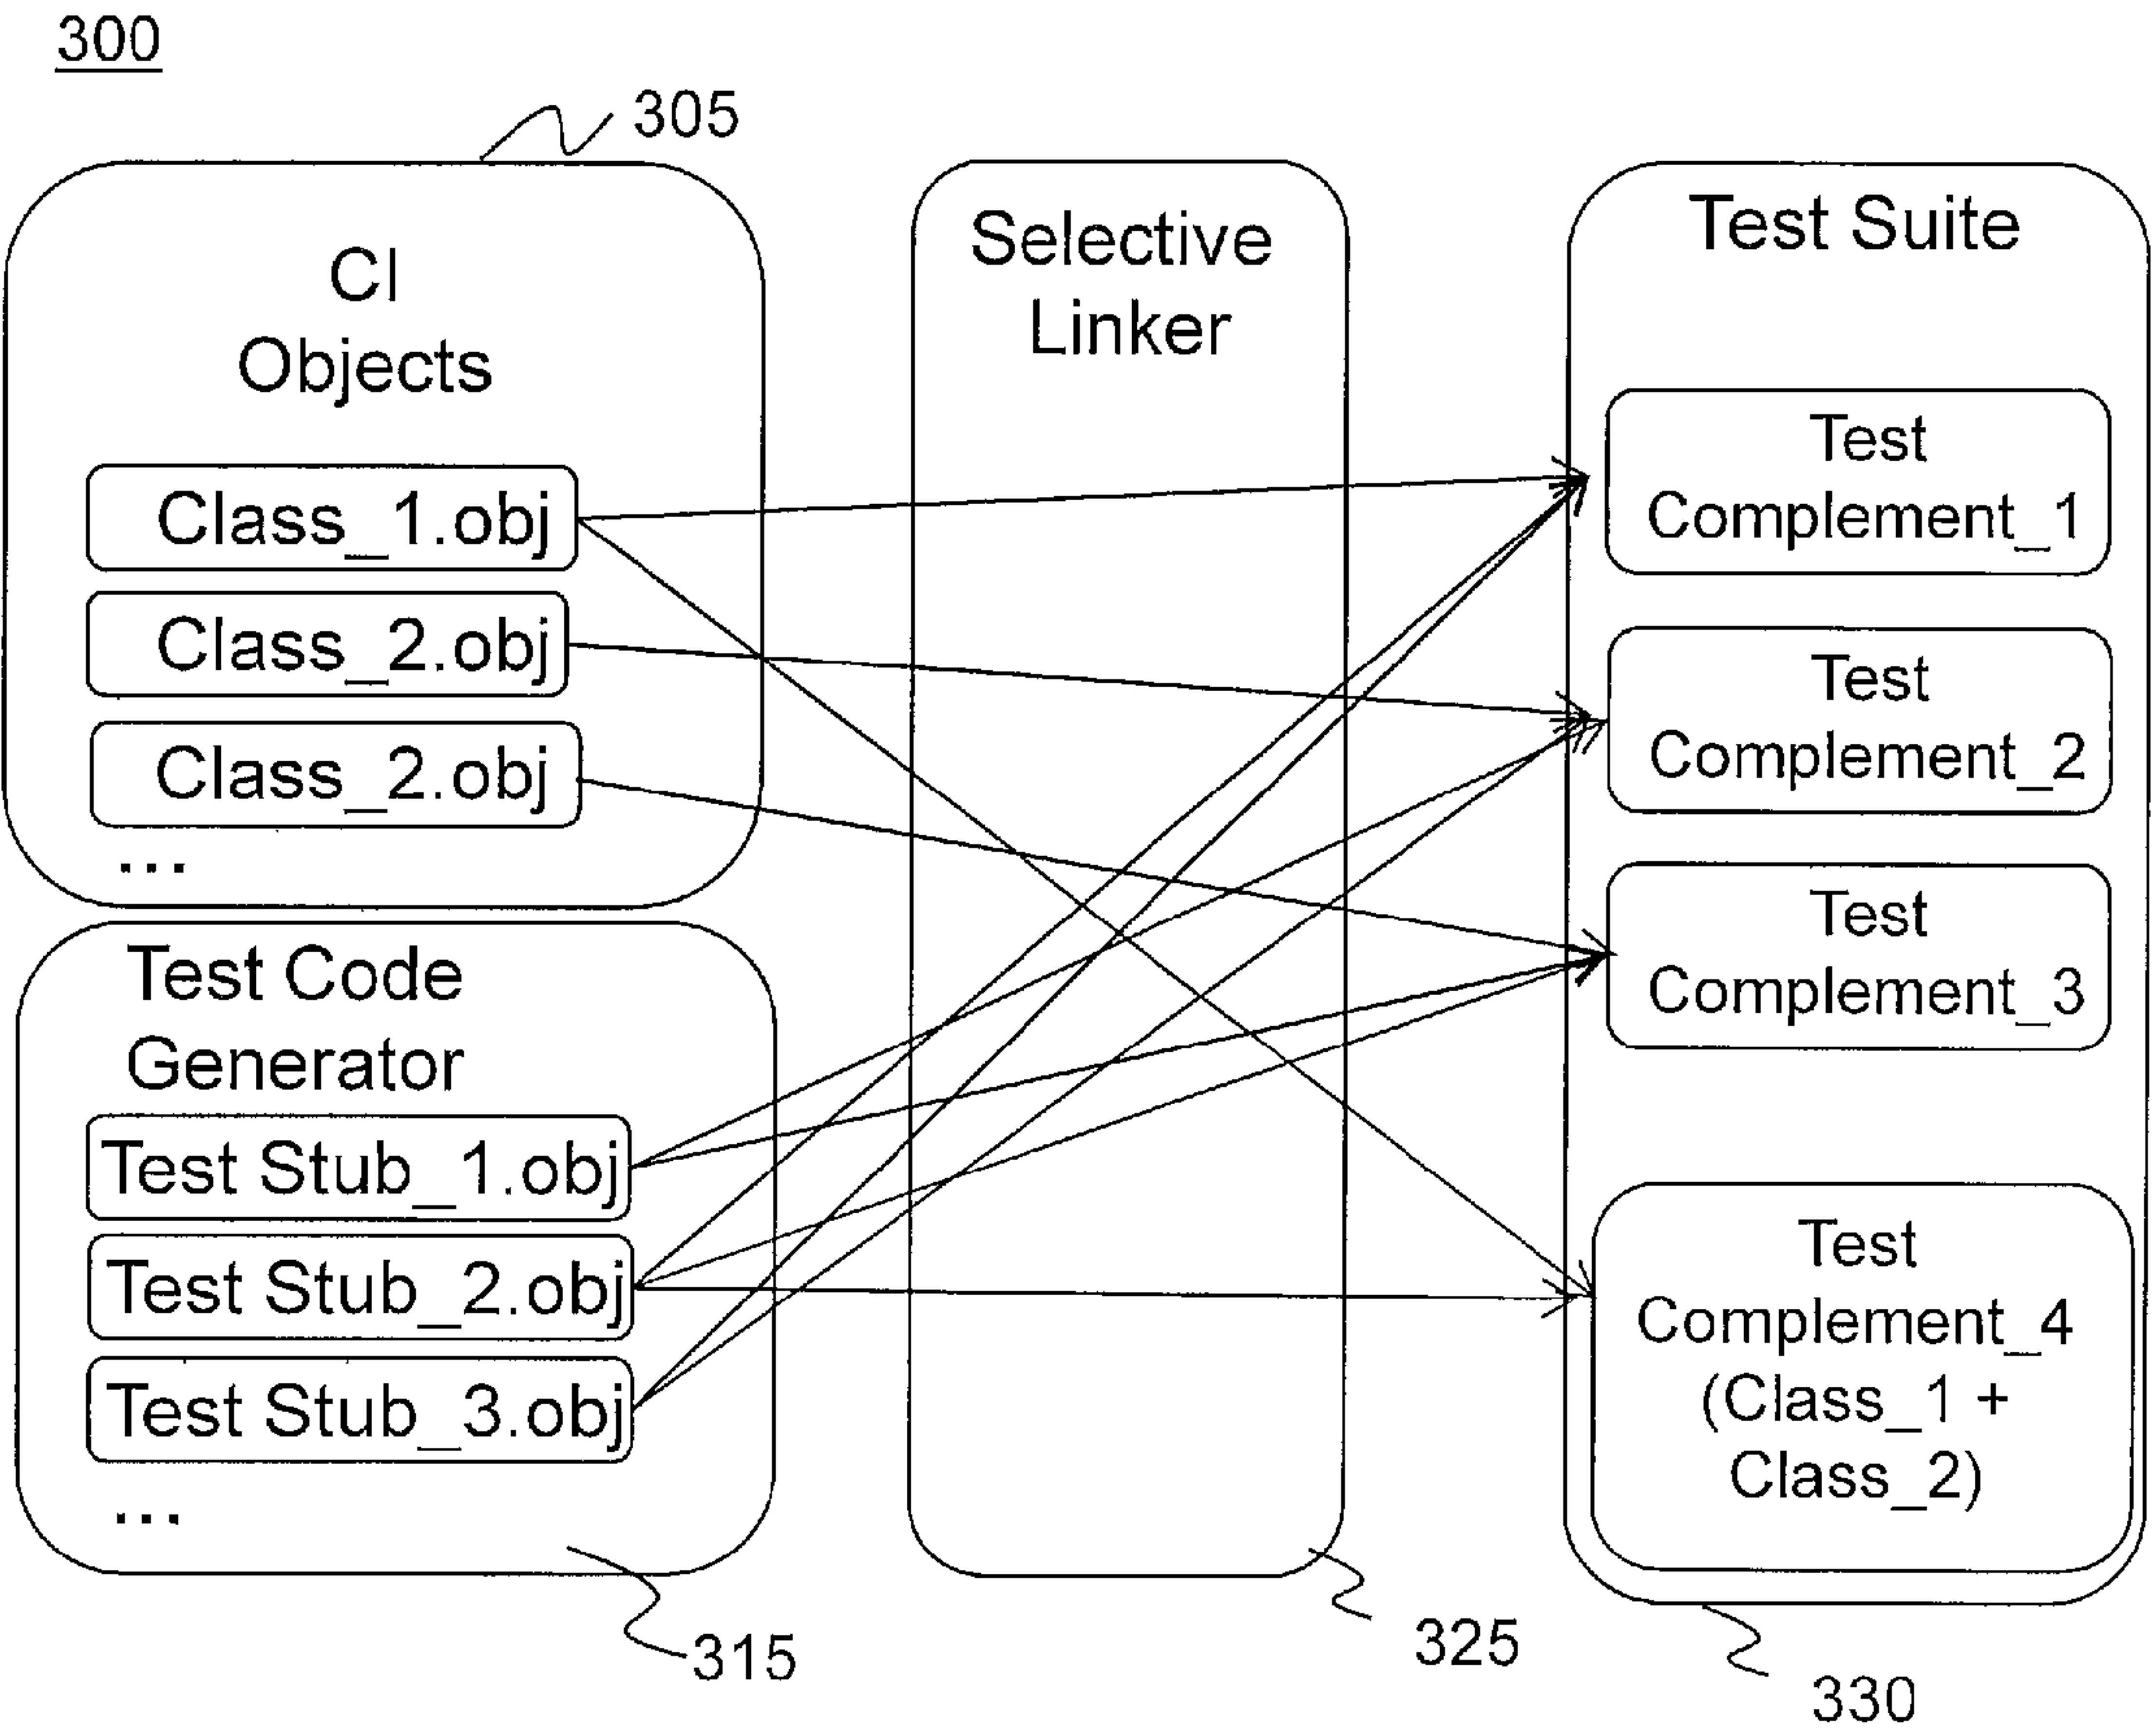 300
305
CI
Objects
Class_1.obj
Class_2.obj
Class_2.obj
...
Test Code
Generator
Test Stub_1.obj
Test Stub_2.obj
Test Stub_3.obj
...
315
Selective
Linker
325
Test Suite
Test
Complement_1
Test
Complement_2
Test
Complement_3
Test
Complement_4
(Class_1 +
Class_2)
330